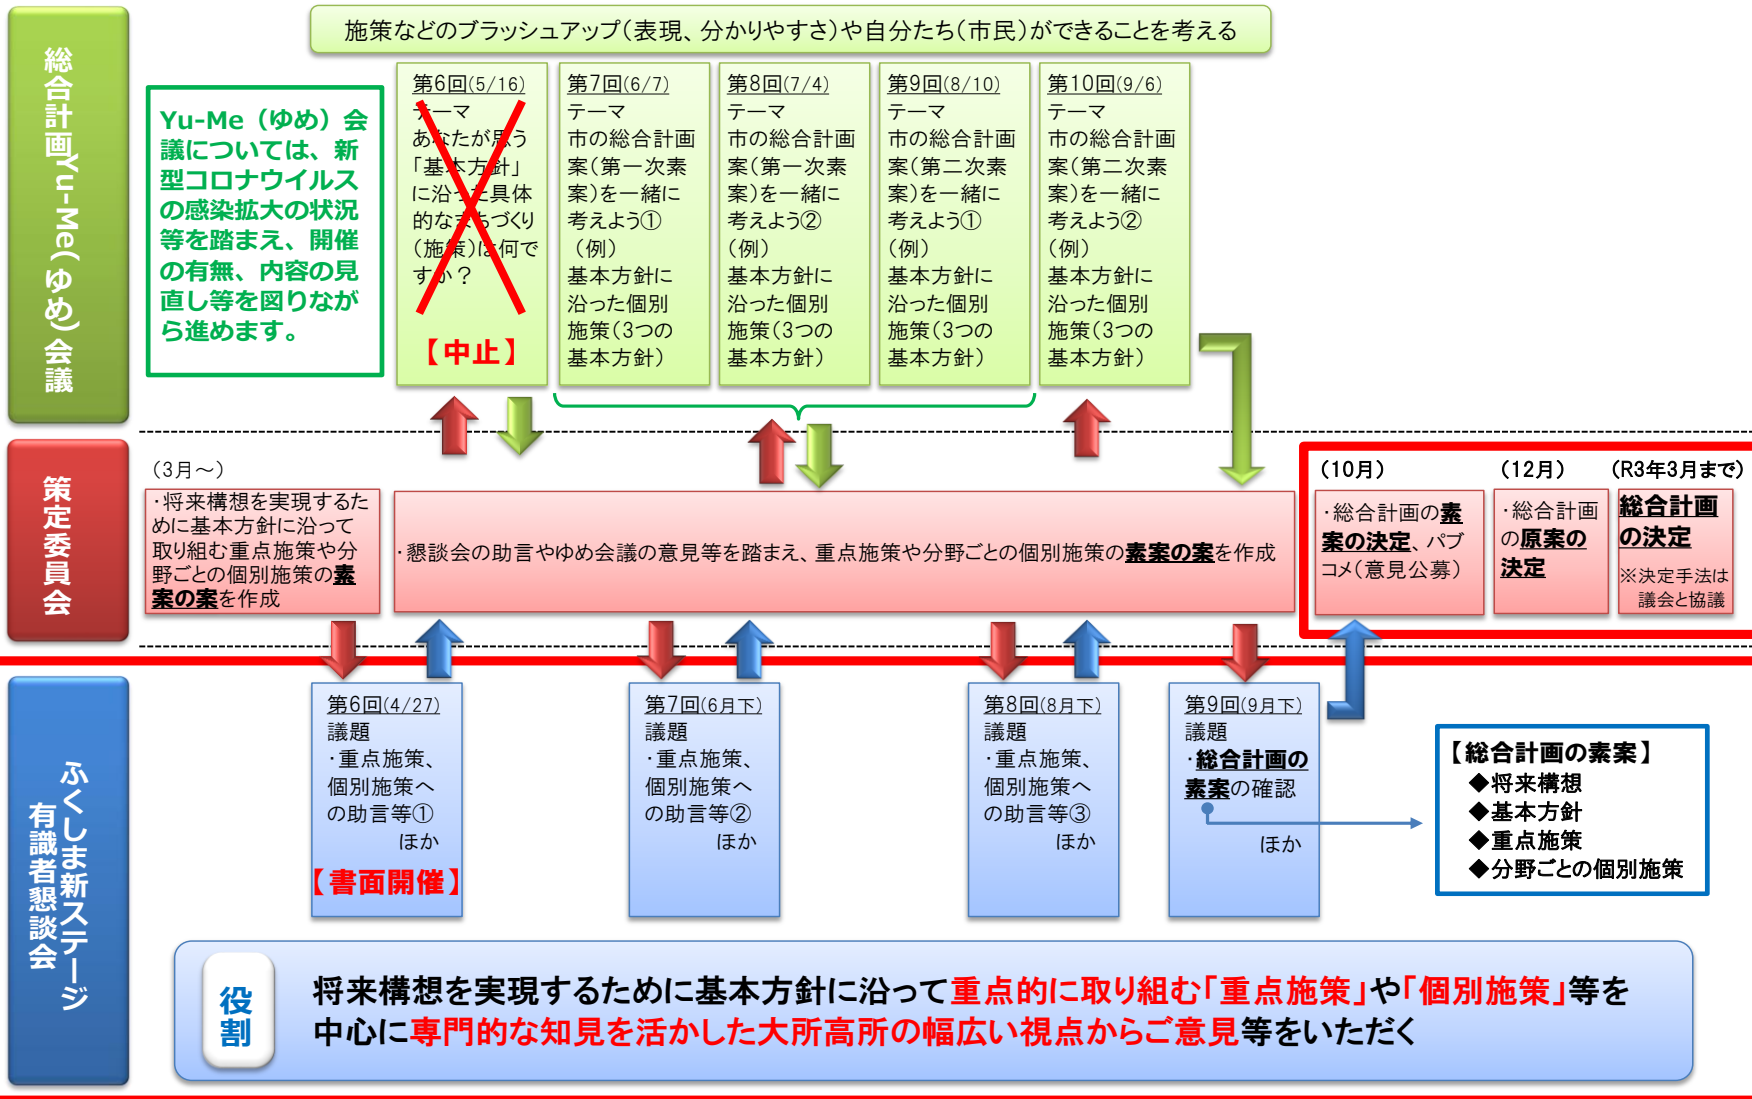 施策などのブラッシュアップ(表現、分かりやすさ)や自分たち(市民)ができることを考える
総合計画Yu-Me(ゆめ)会議
Yu-Me（ゆめ）会
議については、新
型コロナウイルス
の感染拡大の状況
等を踏まえ、開催
の有無、内容の見
直し等を図りなが
ら進めます。
第6回(5/16)
テーマ
あなたが思う
「基本方針」
に沿った具体
的なまちづくり
(施策)は何で
すか？
【中止】
第7回(6/7)
テーマ
市の総合計画
案(第一次素
案)を一緒に
考えよう①
(例)
基本方針に
沿った個別
施策(3つの
基本方針)
第8回(7/4)
テーマ
市の総合計画
案(第一次素
案)を一緒に
考えよう②
(例)
基本方針に
沿った個別
施策(3つの
基本方針)
第9回(8/10)
テーマ
市の総合計画
案(第二次素
案)を一緒に
考えよう①
(例)
基本方針に
沿った個別
施策(3つの
基本方針)
第10回(9/6)
テーマ
市の総合計画
案(第二次素
案)を一緒に
考えよう②
(例)
基本方針に
沿った個別
施策(3つの
基本方針)
策定委員会
(3月～)
・将来構想を実現するた
めに基本方針に沿って
取り組む重点施策や分
野ごとの個別施策の素
案の案を作成
・懇談会の助言やゆめ会議の意見等を踏まえ、重点施策や分野ごとの個別施策の素案の案を作成
(10月)
・総合計画の素
案の決定、パブ
コメ(意見公募)
(12月)
・総合計画
の原案の
決定
(R3年3月まで)
総合計画
の決定
※決定手法は
議会と協議
ふくしま新ステージ
有識者懇談会
第6回(4/27)
議題
・重点施策、
個別施策へ
の助言等①
ほか
【書面開催】
第7回(6月下)
議題
・重点施策、
個別施策へ
の助言等②
ほか
第8回(8月下)
議題
・重点施策、
個別施策へ
の助言等③
ほか
第9回(9月下)
議題
・総合計画の
素案の確認
ほか
【総合計画の素案】
◆将来構想
◆基本方針
◆重点施策
◆分野ごとの個別施策
役割
将来構想を実現するために基本方針に沿って重点的に取り組む「重点施策」や「個別施策」等を
中心に専門的な知見を活かした大所高所の幅広い視点からご意見等をいただく